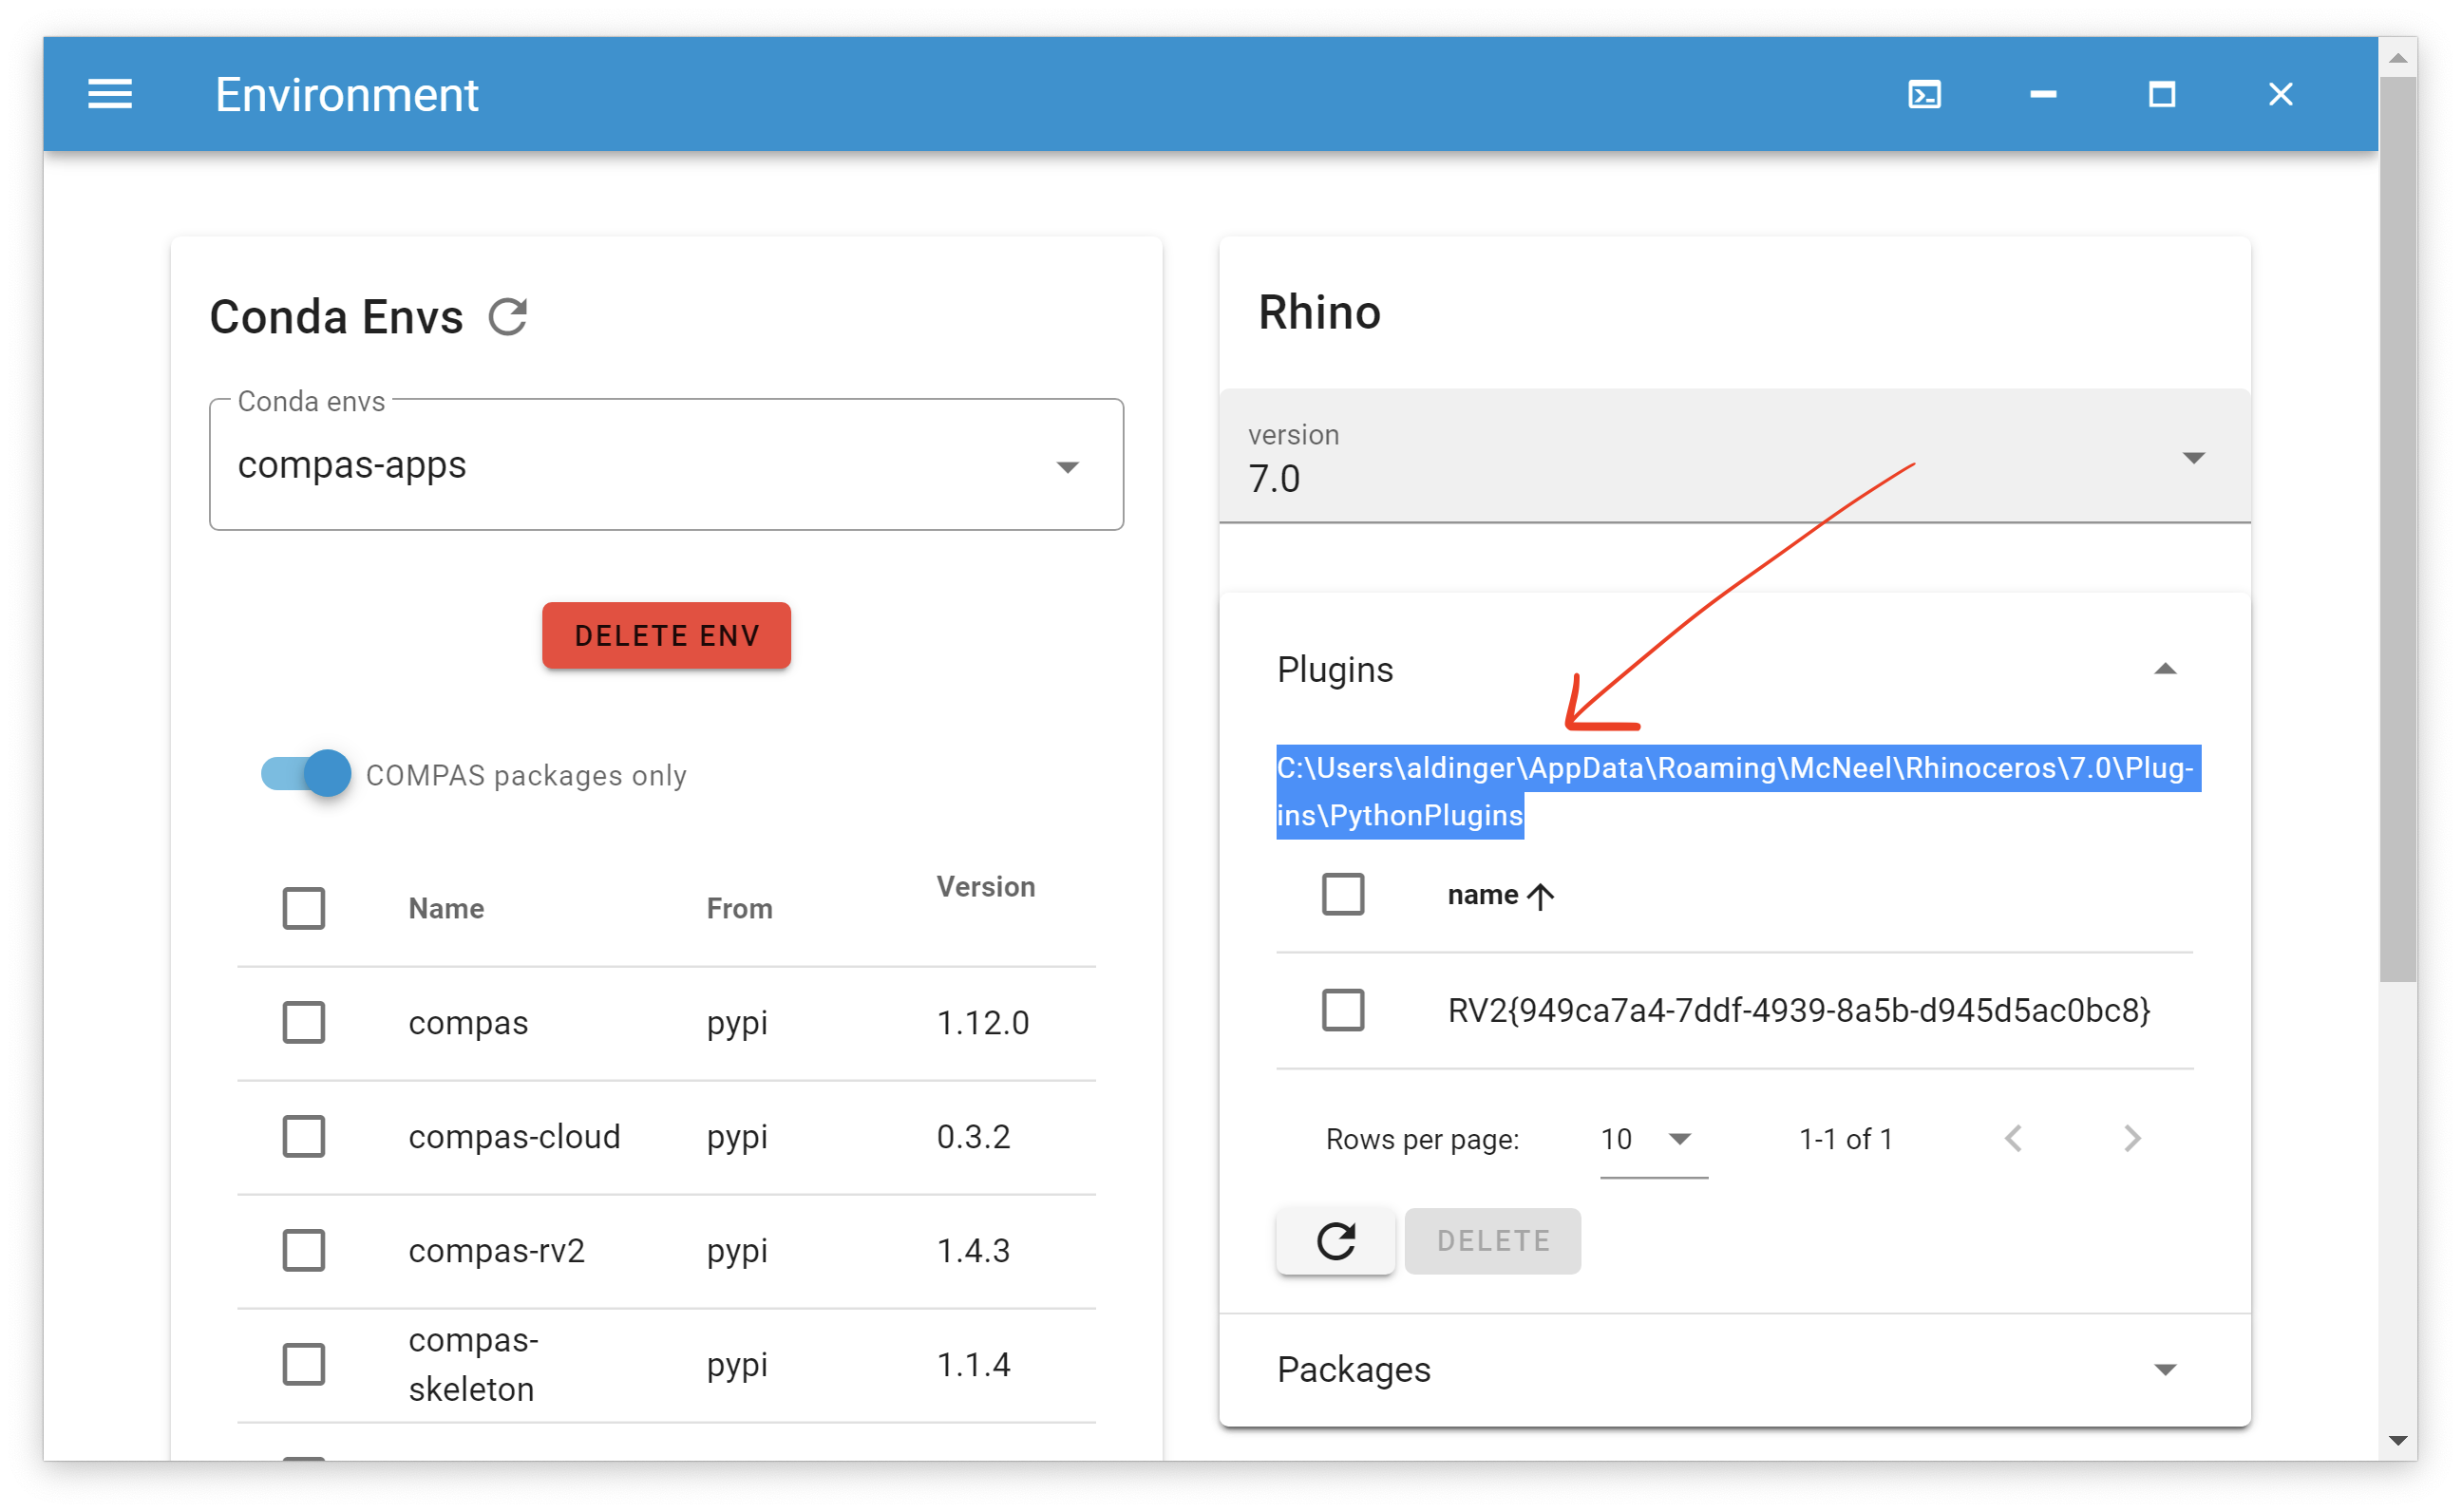 Environment
Conda Envs
Conda envs
compas-apps
DELETE ENV
COMPAS packages only
Name From Version
compas pypi 1.12.0
compas-cloud pypi 0.3.2
compas-rv2 pypi 1.4.3
compas-
skeleton pypi 1.1.4
Rhino
version
7.0
Plugins
C:\Users\aldinger\AppData\Roaming\McNeel\Rhinoceros\7.0\Plug-
ins\PythonPlugins
name
RV2{949ca7a4-7ddf-4939-8a5b-d945d5ac0bc8}
Rows per page: 10 1-1 of 1
DELETE
Packages